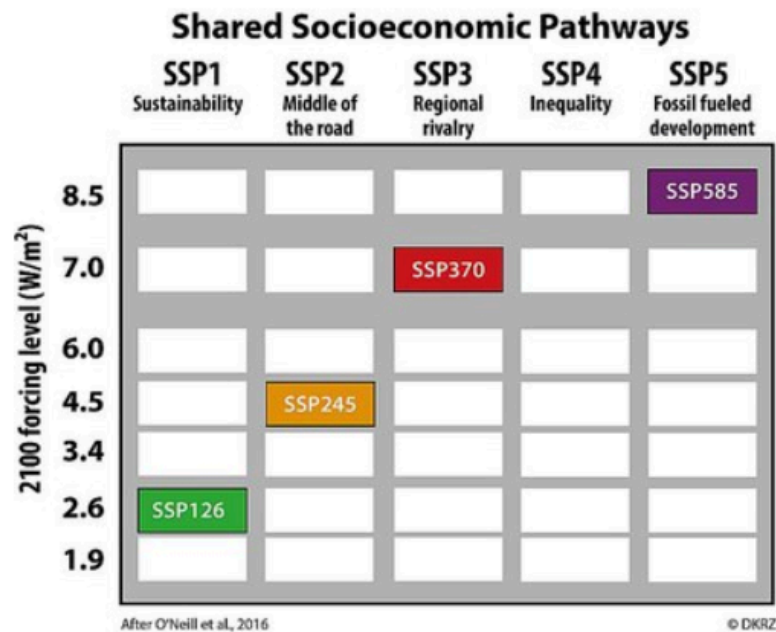 Shared Socioeconomic Pathways
SSP1 SSP2 SSP3 SSP4 SSP5
Sustainability Middle of Regional Inequality Fossil fueled
the road rivalry development
2100 forcing level (W/m²)
8.5 SSP585
7.0 SSP370
6.0
4.5 SSP245
3.4
2.6 SSP126
1.9
After O'Neill et al., 2016 © DKRZ